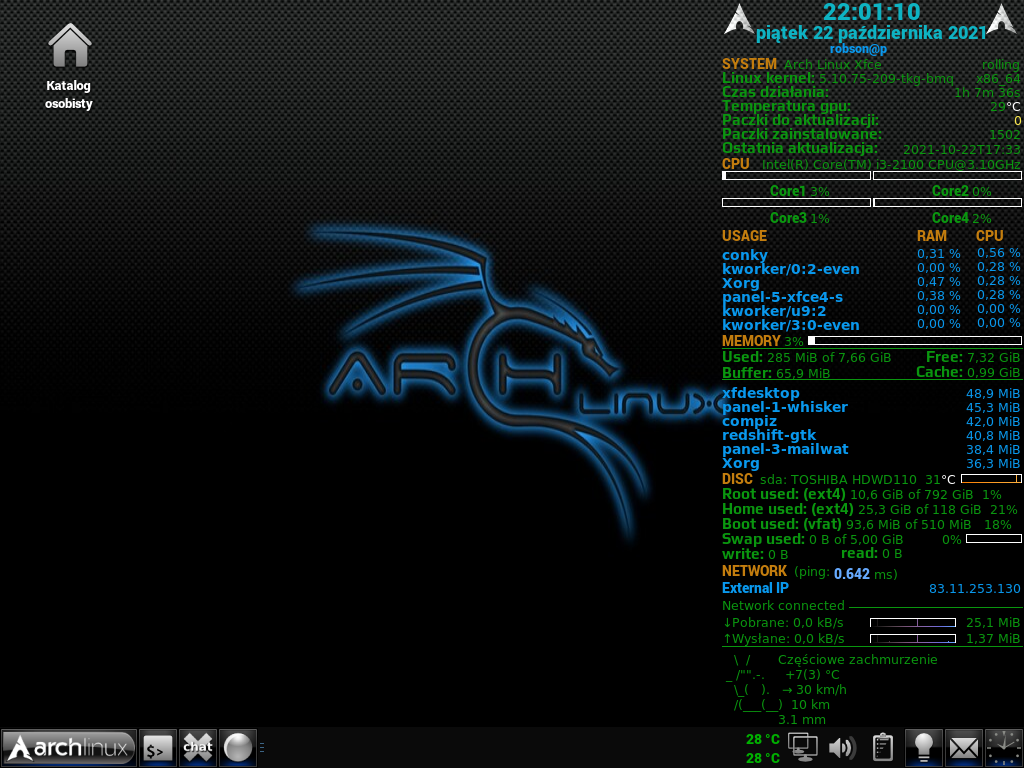 Katalog
osobisty
ARCH
Linux
22:01:10
piątek 22 października 2021
robson@p
SYSTEM Arch Linux Xfce rolling
Linux kernel: 5.10.75-209-tkg-bmq x86_64
Czas działania: 1h 7m 36s
Temperatura gpu: 29°C
Paczki do aktualizacji: 0
Paczki zainstalowane: 1502
Ostatnia aktualizacja: 2021-10-22T17:33
CPU Intel(R) Core(TM) i3-2100 CPU@3.10GHz
Core1 3% Core2 0%
Core3 1% Core4 2%
USAGE RAM CPU
conky 0,31 % 0,56 %
kworker/0:2-even 0,00 % 0,28 %
Xorg 0,47 % 0,28 %
panel-5-xfce4-s 0,38 % 0,28 %
kworker/u9:2 0,00 % 0,00 %
kworker/3:0-even 0,00 % 0,00 %
MEMORY 3%
Used: 285 MiB of 7,66 GiB Free: 7,32 GiB
Buffer: 65,9 MiB Cache: 0,99 GiB
xfdesktop 48,9 MiB
panel-1-whisker 45,3 MiB
compiz 42,0 MiB
redshift-gtk 40,8 MiB
panel-3-mailwat 38,4 MiB
Xorg 36,3 MiB
DISC sda: TOSHIBA HDWD110 31°C
Root used: (ext4) 10,6 GiB of 792 GiB 1%
Home used: (ext4) 25,3 GiB of 118 GiB 21%
Boot used: (vfat) 93,6 MiB of 510 MiB 18%
Swap used: 0 B of 5,00 GiB 0%
write: 0 B read: 0 B
NETWORK (ping: 0.642 ms)
External IP 83.11.253.130
Network connected
↓Pobrane: 0,0 kB/s 25,1 MiB
↑Wysłane: 0,0 kB/s 1,37 MiB
\ / Częściowe zachmurzenie
_ /"".-. +7(3) °C
\_( ). → 30 km/h
/(___(__) 10 km
3.1 mm
archlinux
$>_
chat
28 °C
28 °C